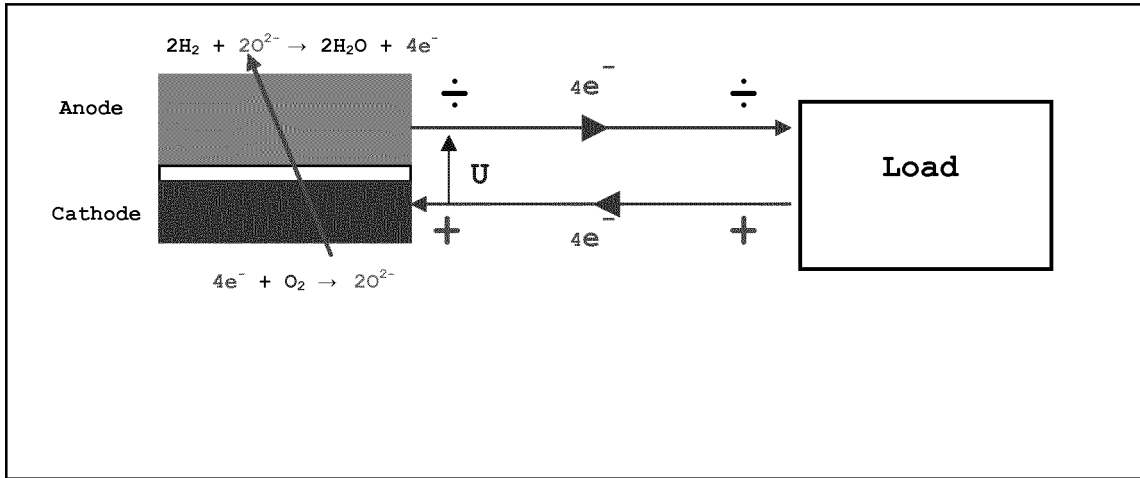 2H₂ + 2O²⁻ → 2H₂O + 4e⁻
÷ 4e⁻ ÷
Anode
Load
U
Cathode
+ 4e⁻ +
4e⁻ + O₂ → 2O²⁻